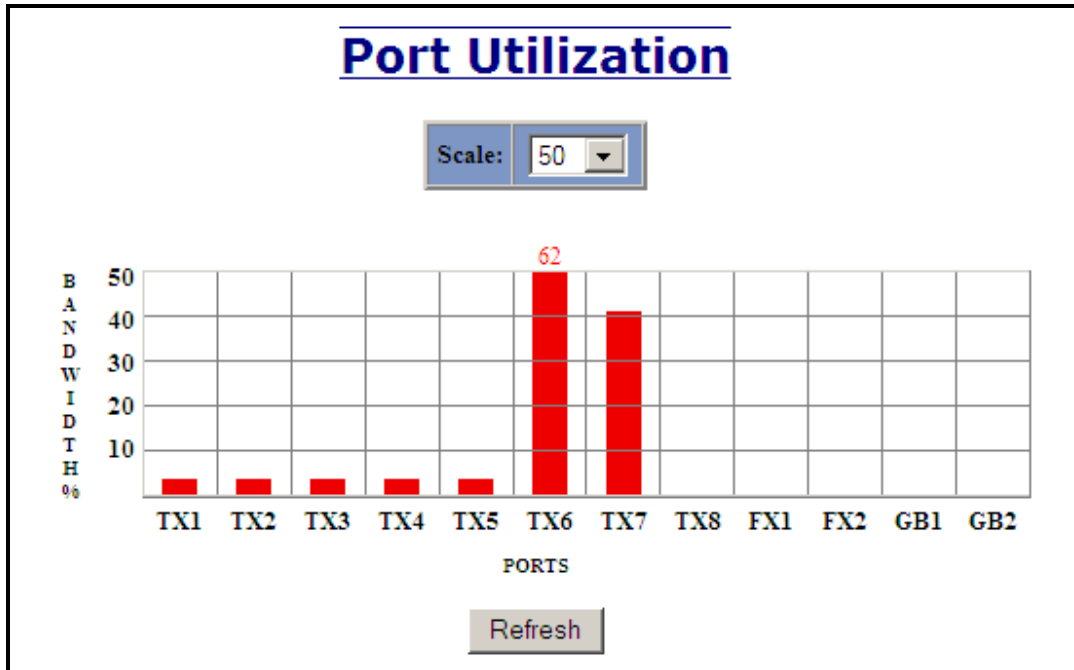 Port Utilization
Scale: 50
62
BANDWIDTH%
50
40
30
20
10
TX1 TX2 TX3 TX4 TX5 TX6 TX7 TX8 FX1 FX2 GB1 GB2
PORTS
Refresh